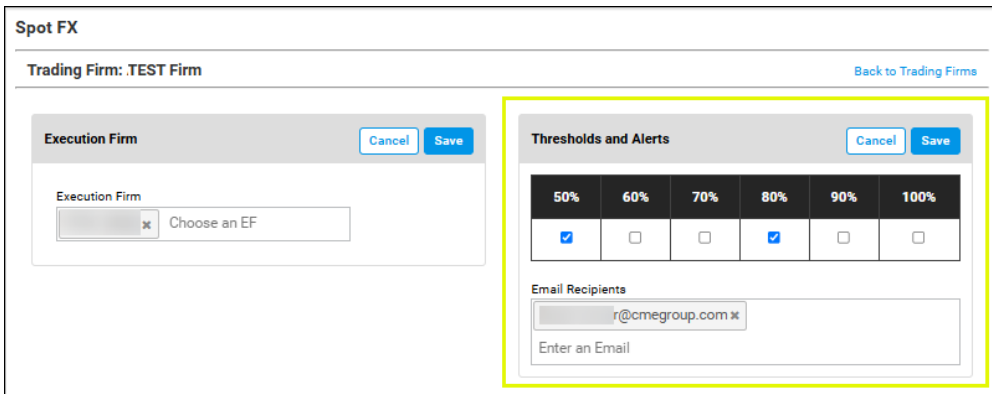 Spot FX
Trading Firm: .TEST Firm
Back to Trading Firms
Execution Firm
Cancel
Save
Execution Firm
Choose an EF
Thresholds and Alerts
Cancel
Save
50% 60% 70% 80% 90% 100%
Email Recipients
r@cmegroup.com
Enter an Email